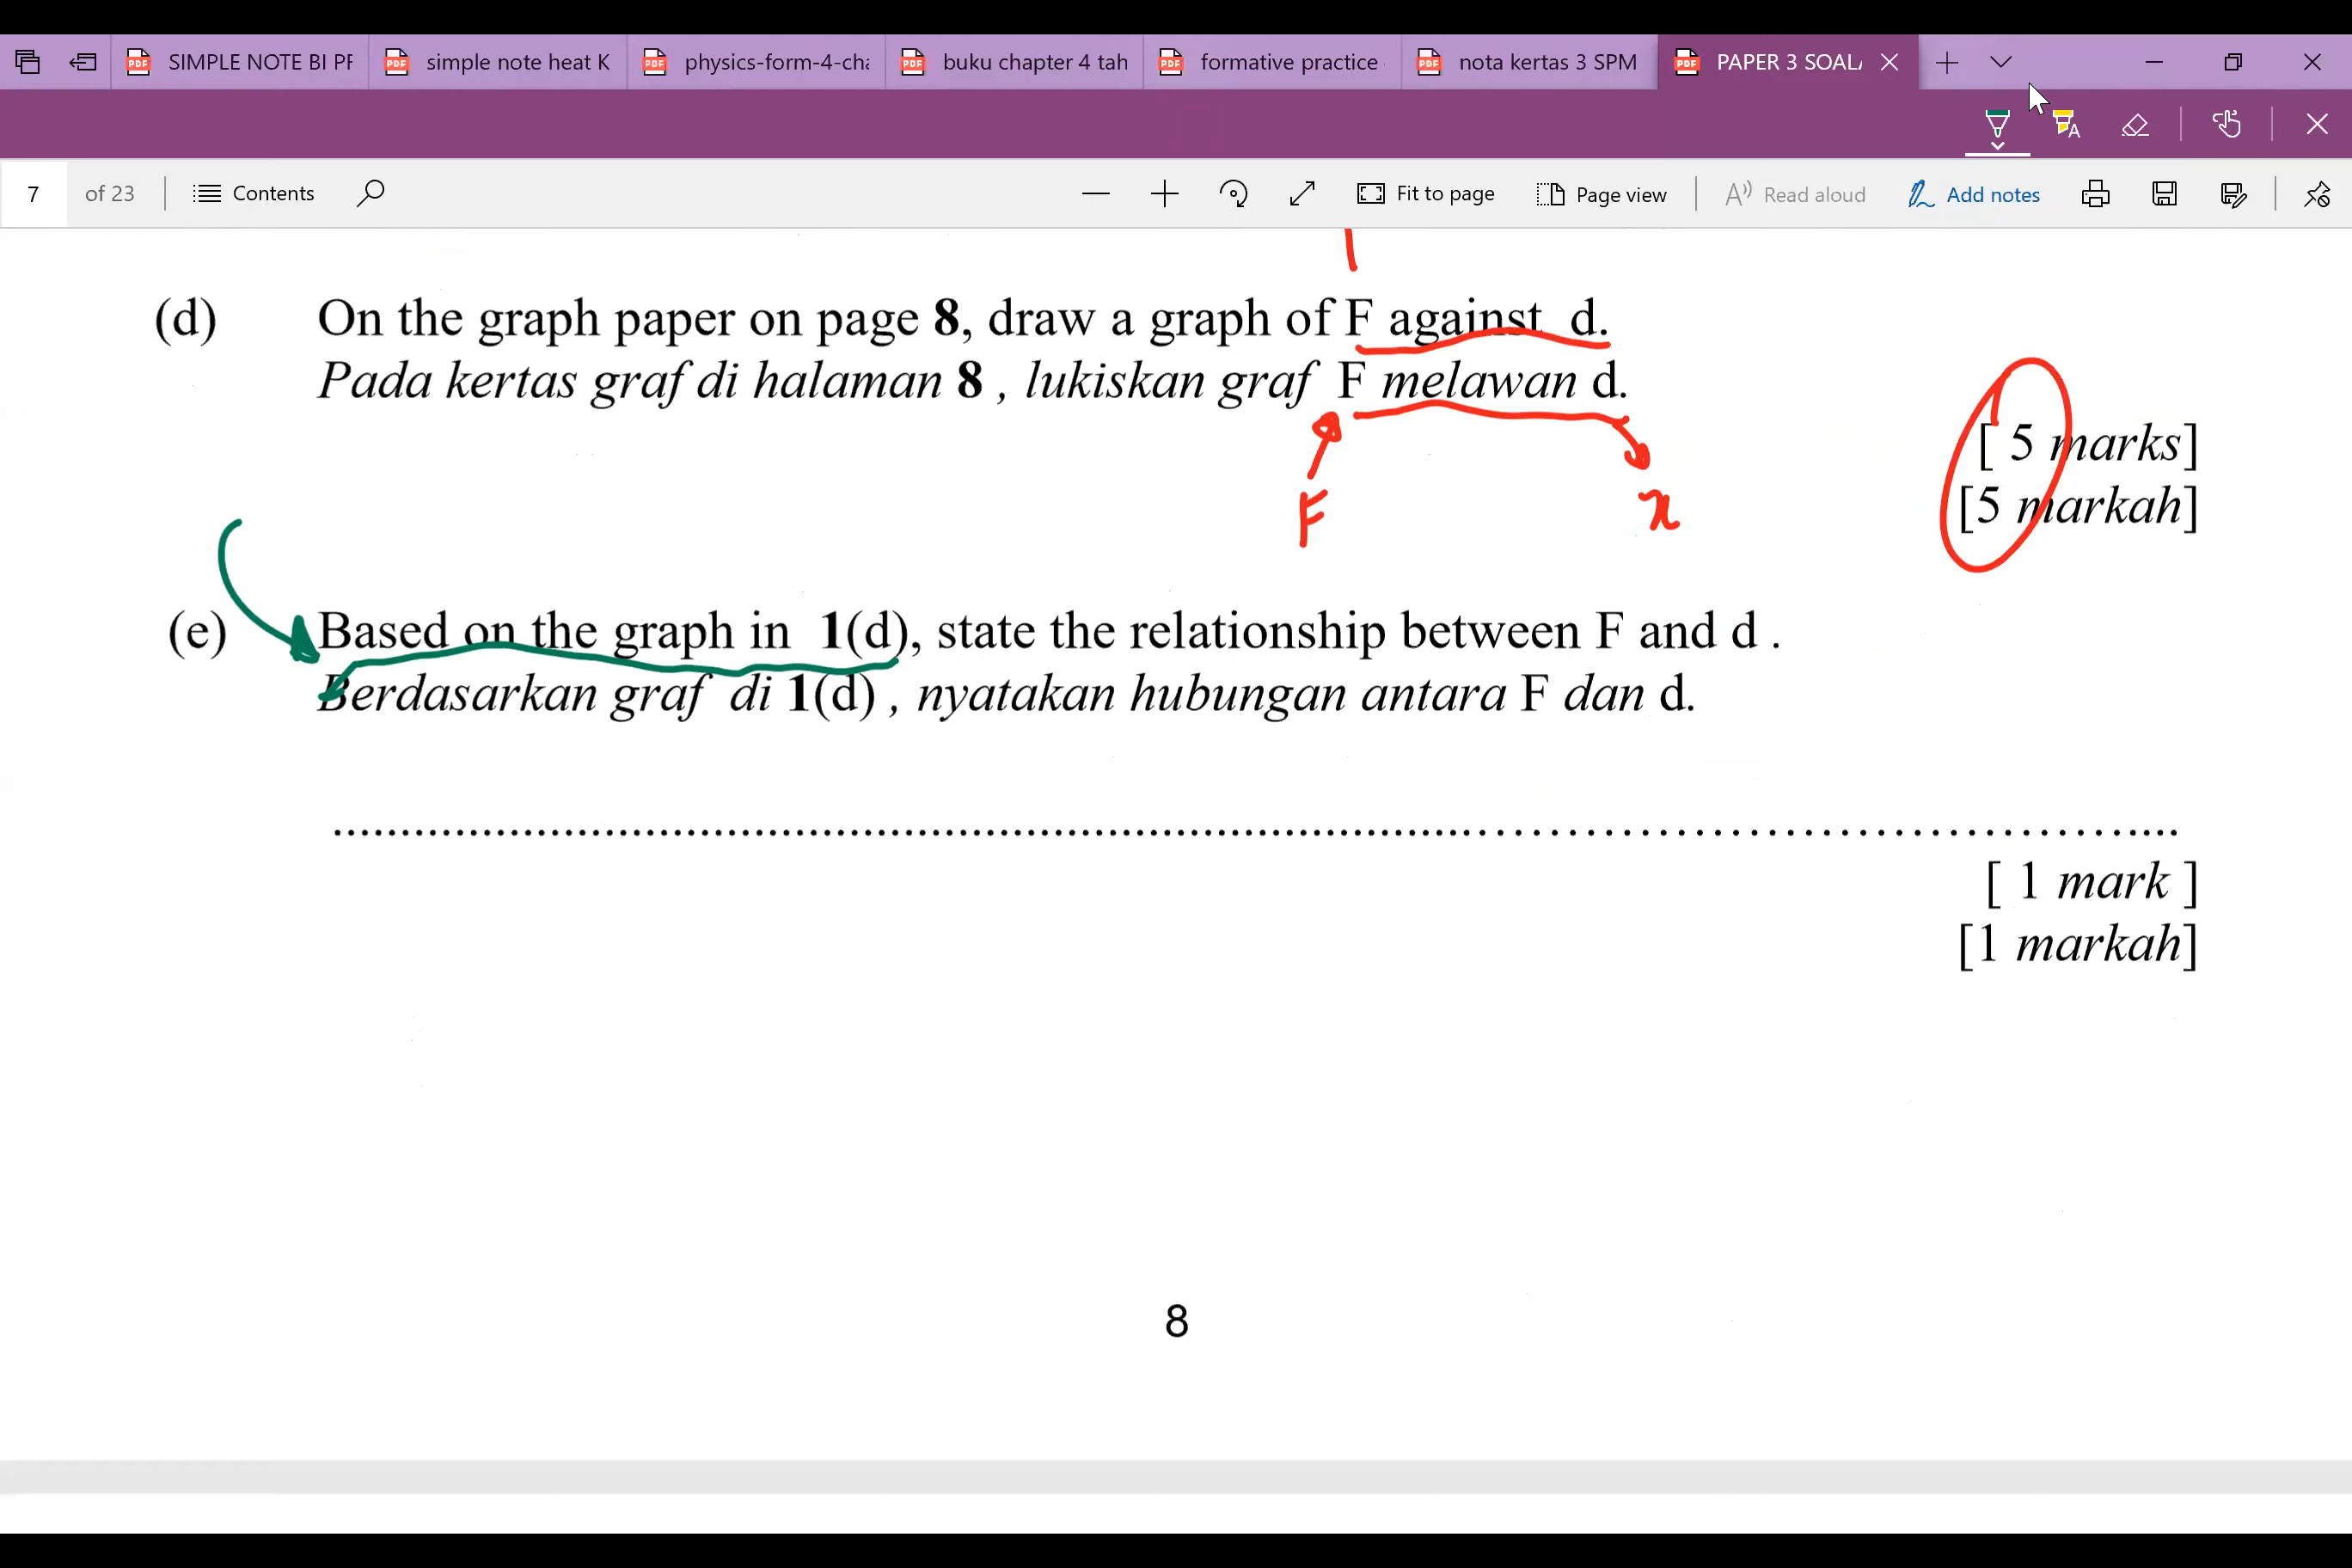 SIMPLE NOTE BI PF
simple note heat K
physics-form-4-cha
buku chapter 4 tah
formative practice
nota kertas 3 SPM
PAPER 3 SOAL
7 of 23 Contents Fit to page Page view Read aloud Add notes
(d) On the graph paper on page 8, draw a graph of F against d.
Pada kertas graf di halaman 8 , lukiskan graf F melawan d.
[ 5 marks]
[5 markah]
F x
(e) Based on the graph in 1(d), state the relationship between F and d .
Berdasarkan graf di 1(d) , nyatakan hubungan antara F dan d.
[ 1 mark ]
[1 markah]
8